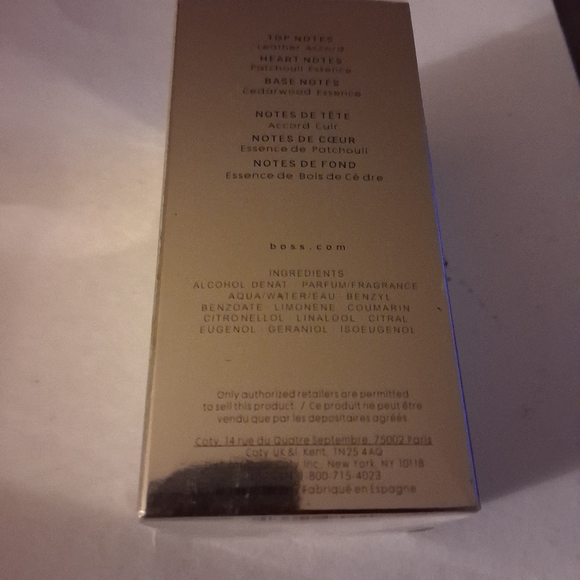 TOP NOTES
Leather Accord
HEART NOTES
Patchouli Essence
BASE NOTES
Cedarwood Essence
NOTES DE TÊTE
Accord Cuir
NOTES DE CŒUR
Essence de Patchouli
NOTES DE FOND
Essence de Bois de Cèdre
boss.com
INGREDIENTS
ALCOHOL DENAT · PARFUM/FRAGRANCE
AQUA/WATER/EAU · BENZYL
BENZOATE · LIMONENE · COUMARIN
CITRONELLOL · LINALOOL · CITRAL
EUGENOL · GERANIOL · ISOEUGENOL
Only authorized retailers are permitted
to sell this product / Ce produit ne peut être
vendu que par les dépositaires agréés.
Coty, 14 rue du Quatre Septembre, 75002 Paris
Coty UK&I, Kent, TN25 4AQ
Inc., New York, NY 10118
1-800-715-4023
Fabriqué en Espagne